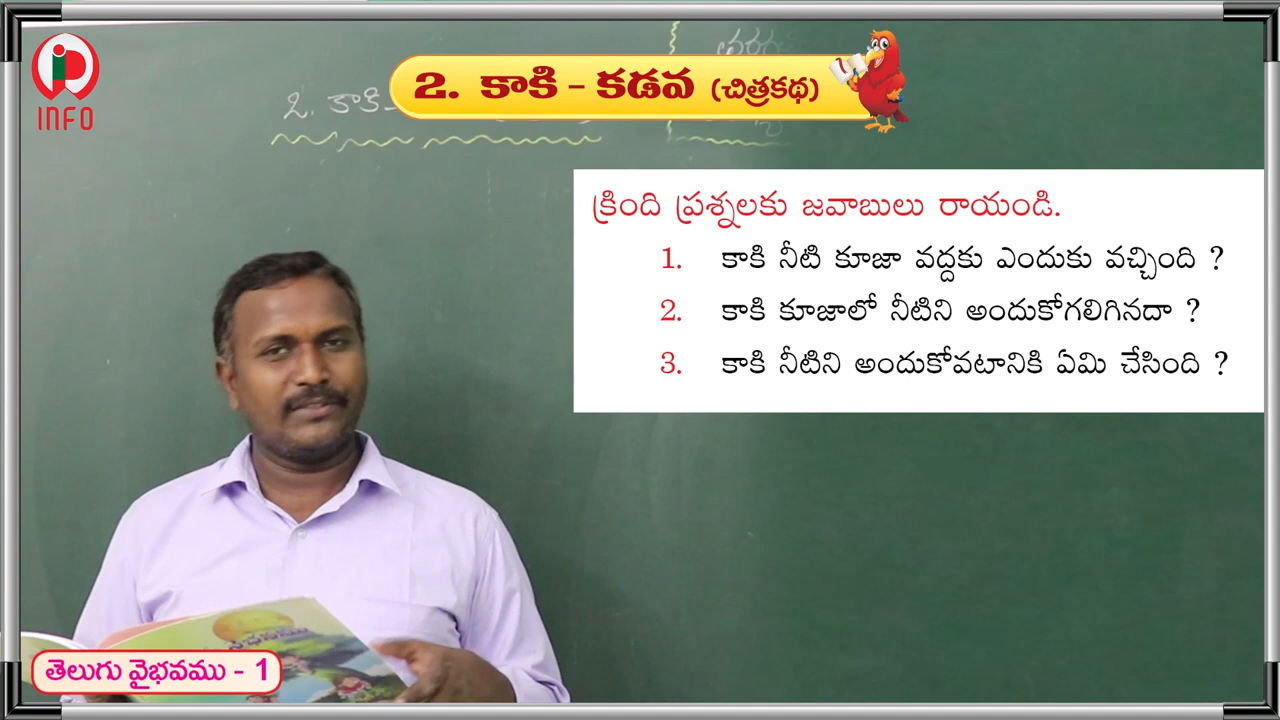 INFO
2. కాకి - కడవ (చిత్రకథ)
2. కాకి-
క్రింది ప్రశ్నలకు జవాబులు రాయండి.
1. కాకి నీటి కూజా వద్దకు ఎందుకు వచ్చింది ?
2. కాకి కూజాలో నీటిని అందుకోగలిగినదా ?
3. కాకి నీటిని అందుకోవటానికి ఏమి చేసింది ?
తెలుగు వైభవము - 1